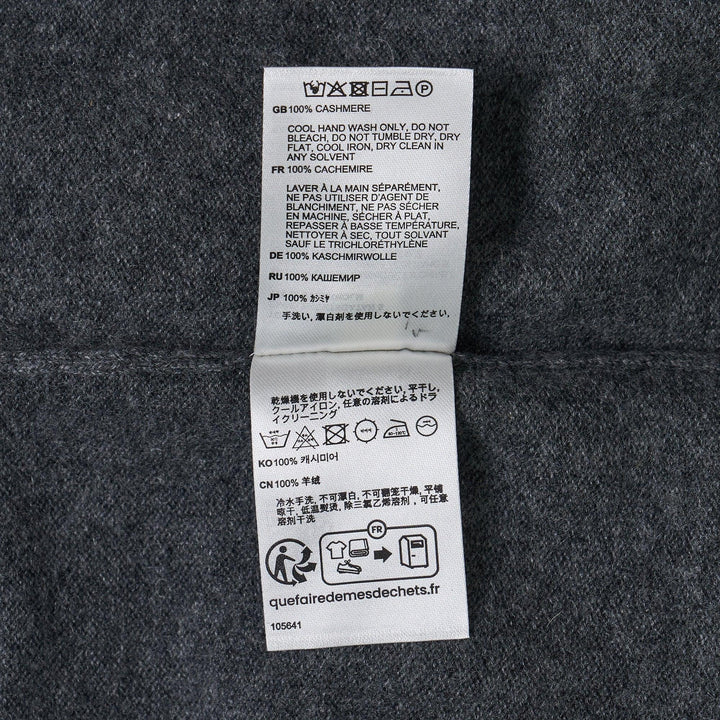 P
GB 100% CASHMERE
COOL HAND WASH ONLY, DO NOT
BLEACH, DO NOT TUMBLE DRY, DRY
FLAT, COOL IRON, DRY CLEAN IN
ANY SOLVENT
FR 100% CACHEMIRE
LAVER À LA MAIN SÉPARÉMENT,
NE PAS UTILISER D'AGENT DE
BLANCHIMENT, NE PAS SÉCHER
EN MACHINE, SÉCHER À PLAT,
REPASSER À BASSE TEMPÉRATURE,
NETTOYER À SEC, TOUT SOLVANT
SAUF LE TRICHLORÉTHYLÈNE
DE 100% KASCHMIRWOLLE
RU 100% КАШЕМИР
JP 100% カシミヤ
手洗い, 漂白剤を使用しないでください.
乾燥機を使用しないでください, 平干し,
クールアイロン, 任意の溶剤によるドラ
イクリーニング
KO 100% 캐시미어
CN 100% 羊绒
冷水手洗, 不可漂白, 不可翻笼干燥, 平铺
晾干, 低温熨烫, 除三氯乙烯溶剂 , 可任意
溶剂干洗
FR
quefairedemesdechets.fr
105641